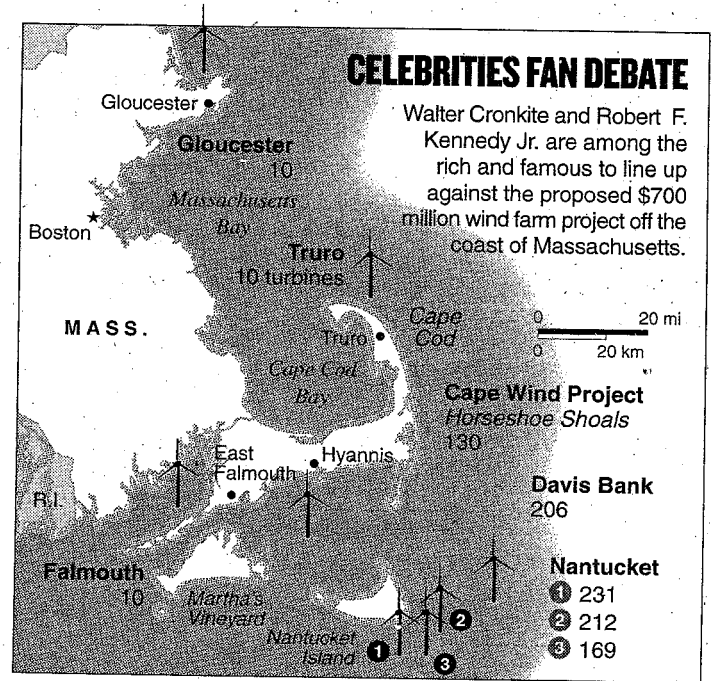 CELEBRITIES FAN DEBATE
Walter Cronkite and Robert F.
Kennedy Jr. are among the
rich and famous to line up
against the proposed $700
million wind farm project off the
coast of Massachusetts.
Gloucester
Gloucester
10
Massachusetts
Bay
Boston
Truro
10 turbines
MASS.
Truro
Cape
Cod
0 20 mi
0 20 km
Cape Cod
Bay
Cape Wind Project
Horseshoe Shoals
130
East
Falmouth
Hyannis
R.I.
Davis Bank
206
Falmouth
10
Martha's
Vineyard
Nantucket
Island
1
2
3
Nantucket
1 231
2 212
3 169